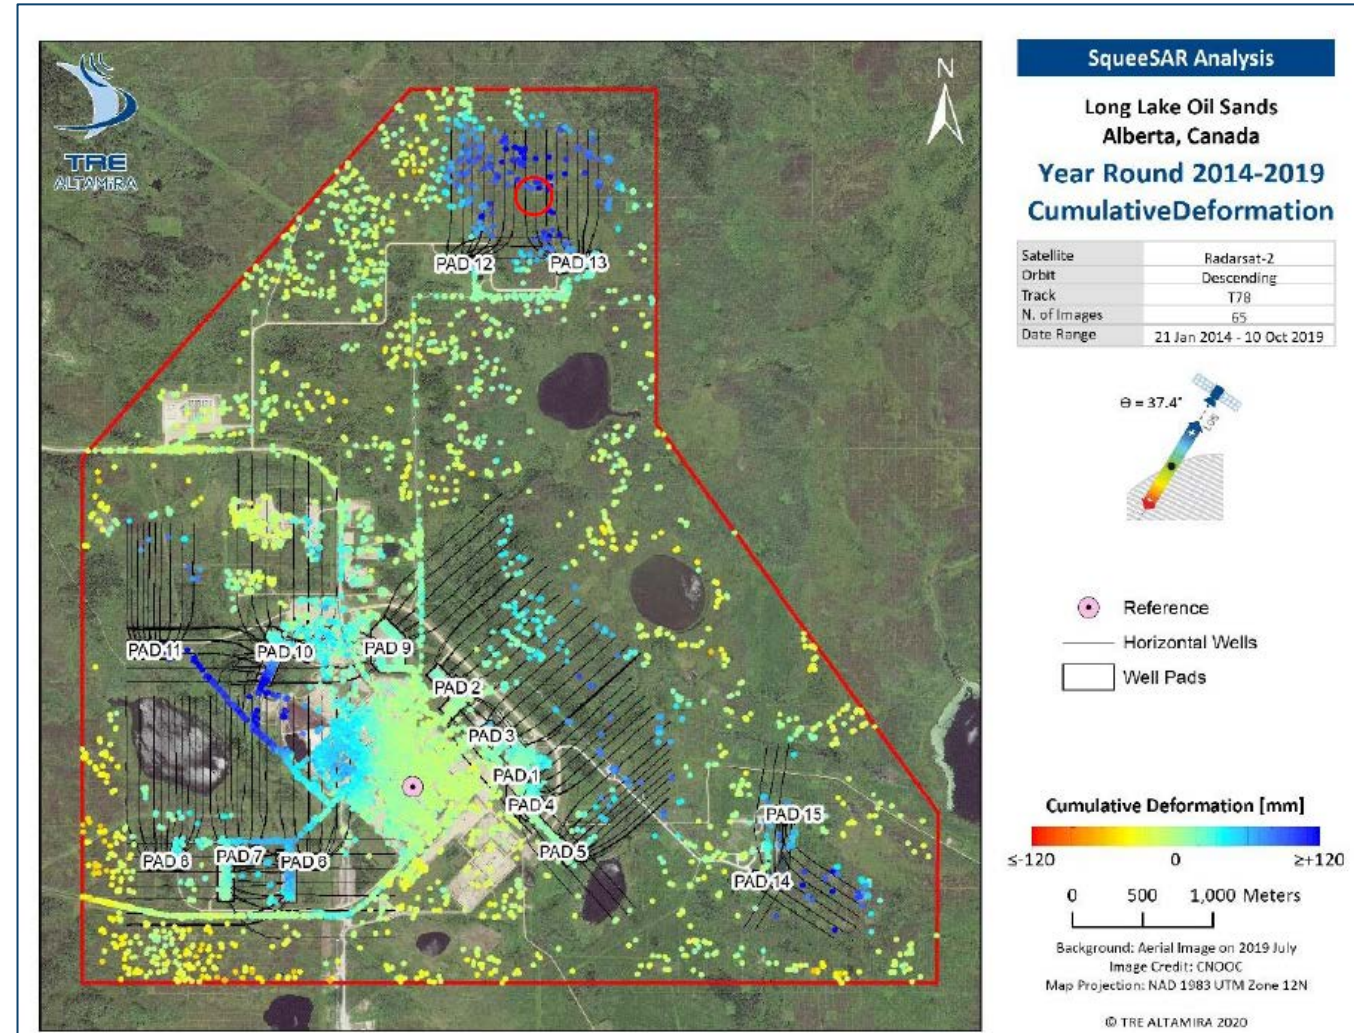 TRE
ALTAMIRA
N
PAD 12
PAD 13
PAD 11
PAD 10
PAD 9
PAD 2
PAD 3
PAD 1
PAD 4
PAD 5
PAD 15
PAD 14
PAD 6
PAD 7
PAD 8
SqueeSAR Analysis
Long Lake Oil Sands
Alberta, Canada
Year Round 2014-2019
CumulativeDeformation
Satellite Radarsat-2
Orbit Descending
Track T78
N. of Images 65
Date Range 21 Jan 2014 - 10 Oct 2019
Θ = 37.4°
LOS
+
-
Reference
Horizontal Wells
Well Pads
Cumulative Deformation [mm]
≤-120 0 ≥+120
0 500 1,000 Meters
Background: Aerial Image on 2019 July
Image Credit: CNOOC
Map Projection: NAD 1983 UTM Zone 12N
© TRE ALTAMIRA 2020